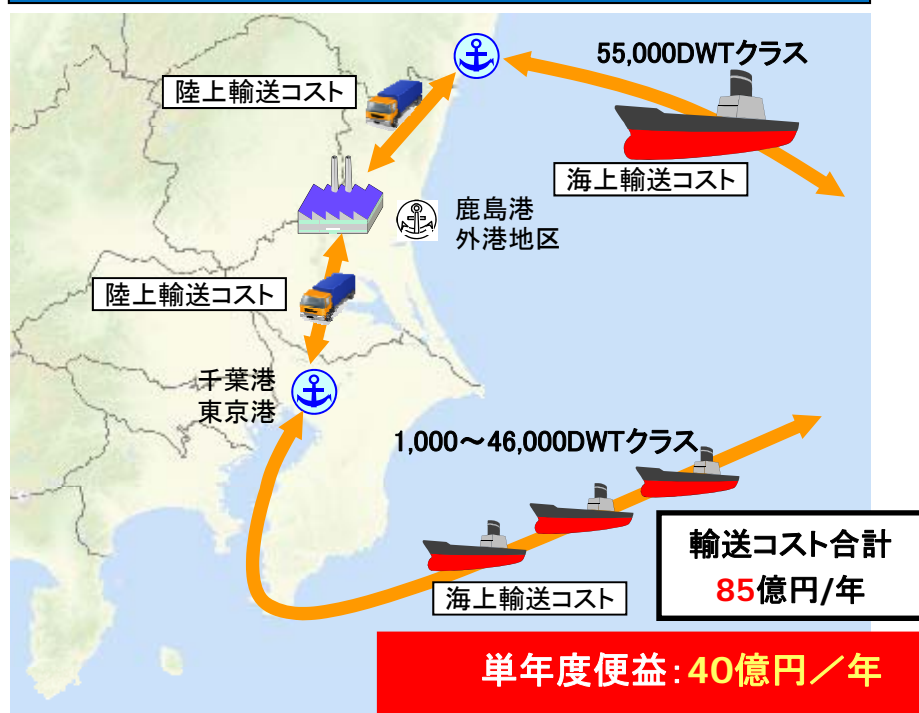 55,000DWTクラス
陸上輸送コスト
海上輸送コスト
鹿島港
外港地区
陸上輸送コスト
千葉港
東京港
1,000～46,000DWTクラス
輸送コスト合計
85億円/年
海上輸送コスト
単年度便益：40億円／年